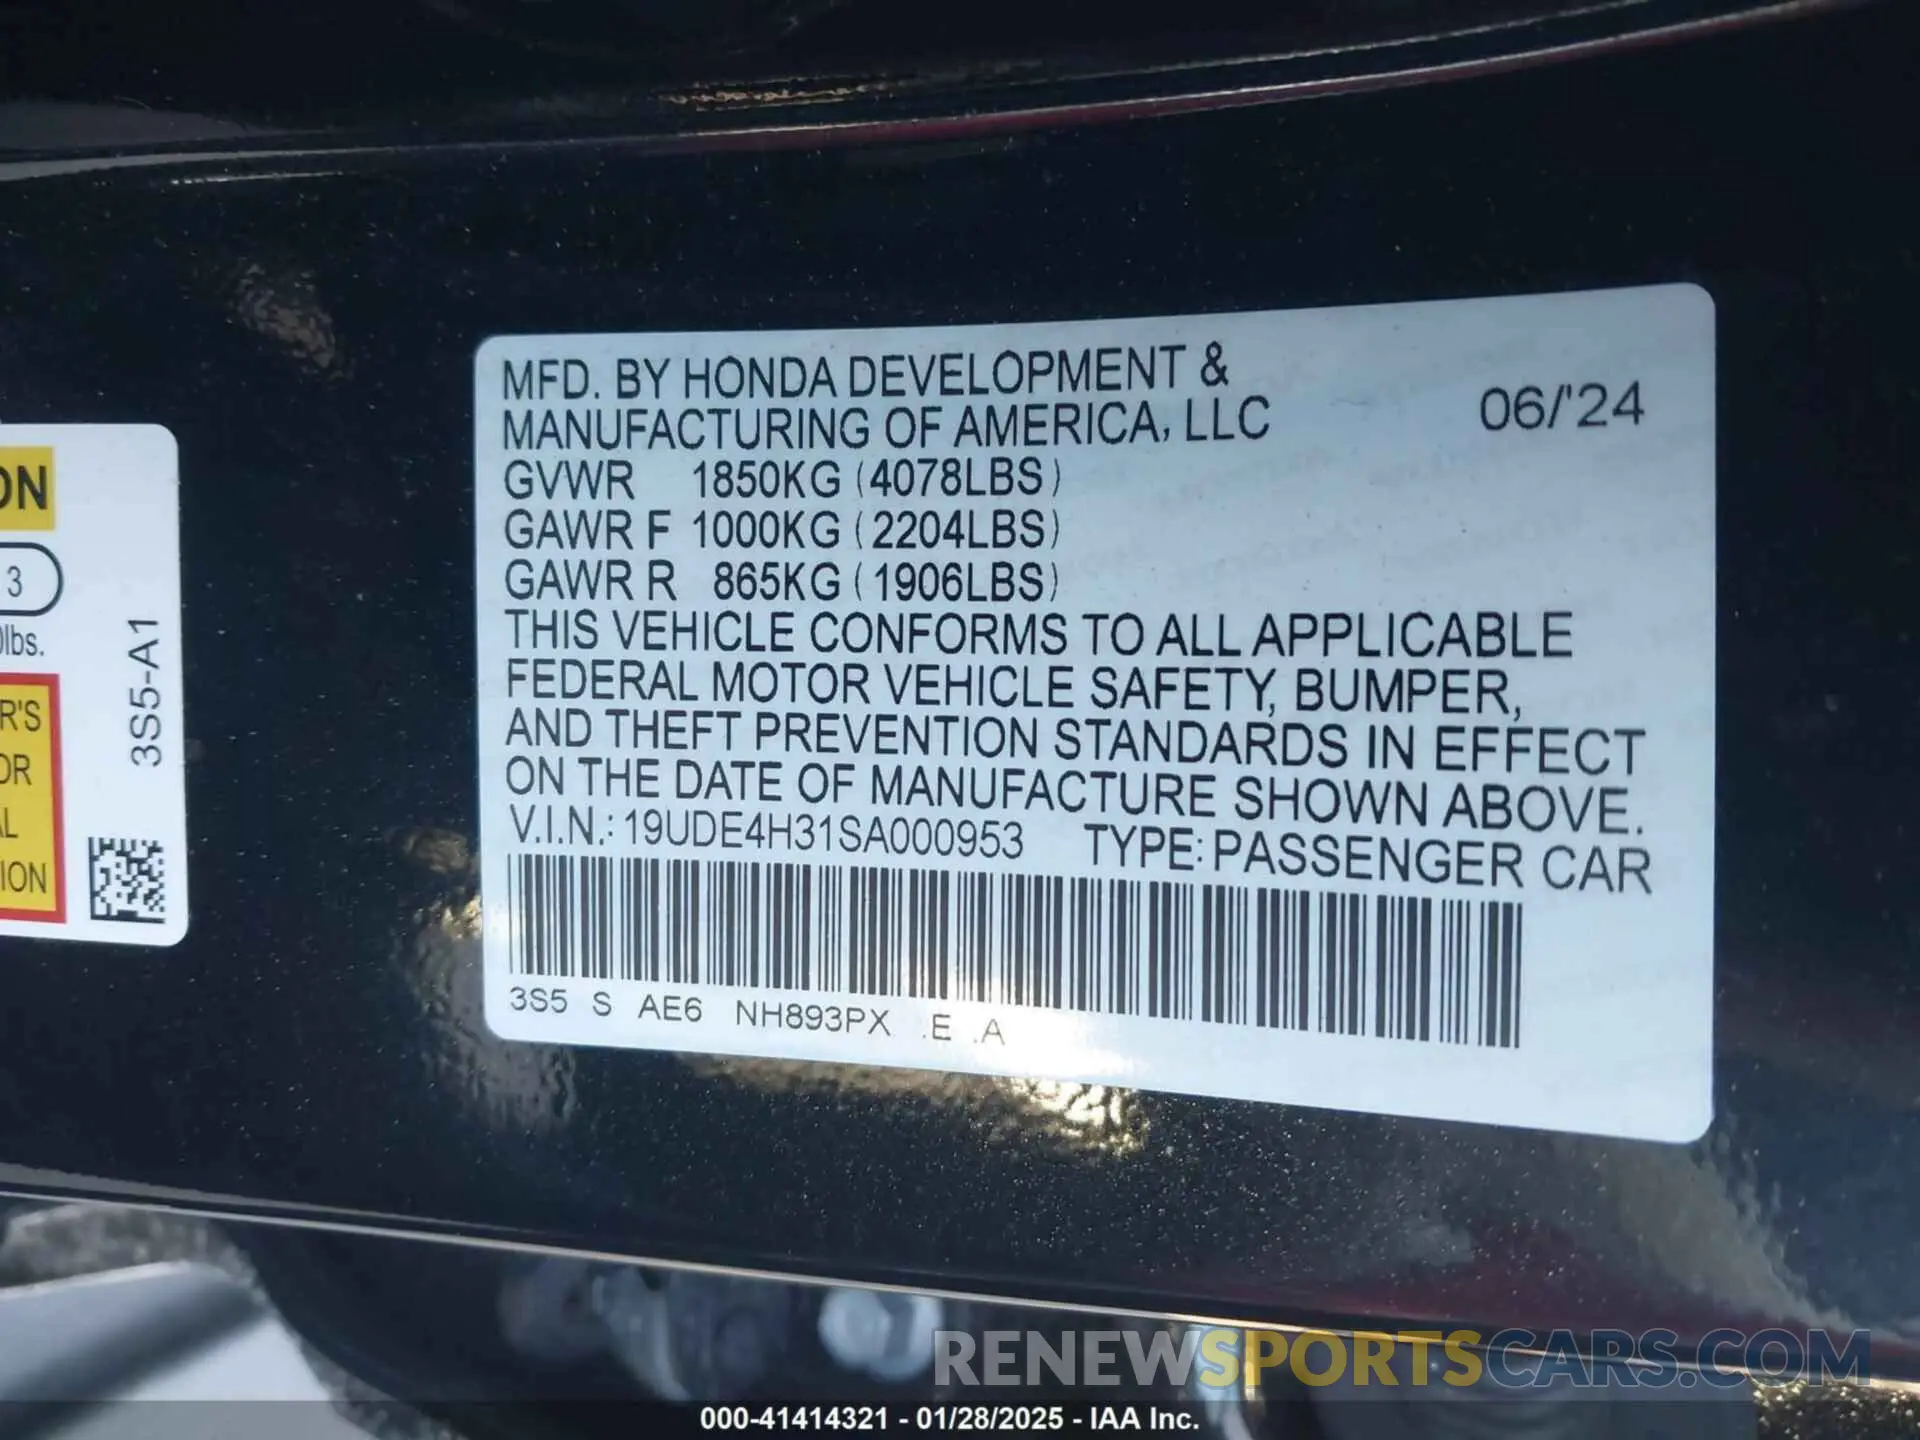 MFD. BY HONDA DEVELOPMENT &
MANUFACTURING OF AMERICA, LLC
06/'24
GVWR 1850KG (4078LBS)
GAWR F 1000KG (2204LBS)
GAWR R 865KG (1906LBS)
THIS VEHICLE CONFORMS TO ALL APPLICABLE
FEDERAL MOTOR VEHICLE SAFETY, BUMPER,
AND THEFT PREVENTION STANDARDS IN EFFECT
ON THE DATE OF MANUFACTURE SHOWN ABOVE.
V.I.N.: 19UDE4H31SA000953 TYPE: PASSENGER CAR
3S5 S AE6 NH893PX .E .A
ON
3
0lbs.
R'S
OR
AL
ION
3S5-A1
RENEWSPORTSCARS.COM
000-41414321 - 01/28/2025 - IAA Inc.